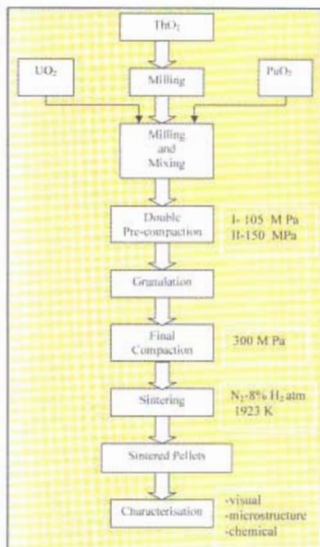 ThO₂
UO₂
Milling
PuO₂
Milling
and
Mixing
Double
Pre-compaction
I- 105 M Pa
II-150 MPa
Granulation
Final
Compaction
300 M Pa
Sintering
N₂-8% H₂ atm
1923 K
Sintered Pellets
Characterisation
-visual
-microstructure
-chemical